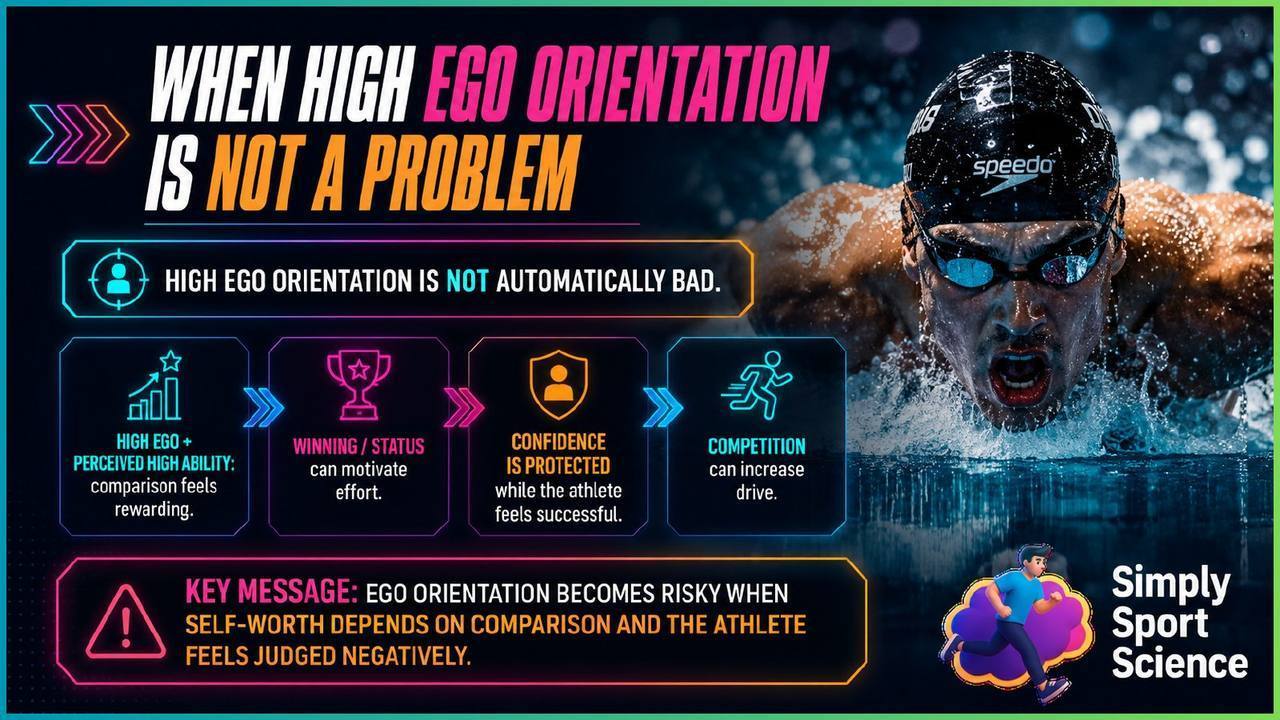 WHEN HIGH EGO ORIENTATION
IS NOT A PROBLEM
HIGH EGO ORIENTATION IS NOT AUTOMATICALLY BAD.
HIGH EGO +
PERCEIVED HIGH ABILITY:
comparison feels
rewarding.
WINNING / STATUS
can motivate
effort.
CONFIDENCE
IS PROTECTED
while the athlete
feels successful.
COMPETITION
can increase
drive.
KEY MESSAGE: EGO ORIENTATION BECOMES RISKY WHEN
SELF-WORTH DEPENDS ON COMPARISON AND THE ATHLETE
FEELS JUDGED NEGATIVELY.
speedo
Simply
Sport
Science